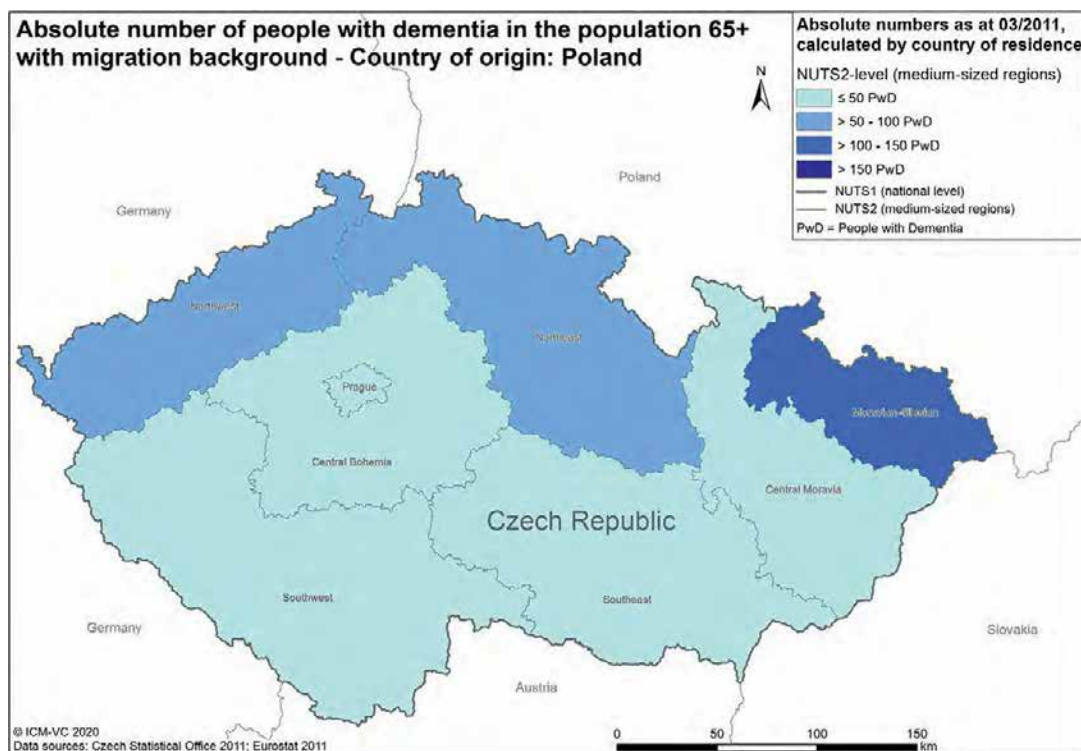 Absolute number of people with dementia in the population 65+
with migration background - Country of origin: Poland
Absolute numbers as at 03/2011,
calculated by country of residence
NUTS2-level (medium-sized regions)
≤ 50 PwD
> 50 - 100 PwD
> 100 - 150 PwD
> 150 PwD
NUTS1 (national level)
NUTS2 (medium-sized regions)
PwD = People with Dementia
N
Poland
Germany
Northwest
Northeast
Prague
Moravian-Silesian
Central Bohemia
Central Moravia
Czech Republic
Southwest
Southeast
Germany
Slovakia
Austria
© ICM-VC 2020
Data sources: Czech Statistical Office 2011; Eurostat 2011
0 50 100 150
km